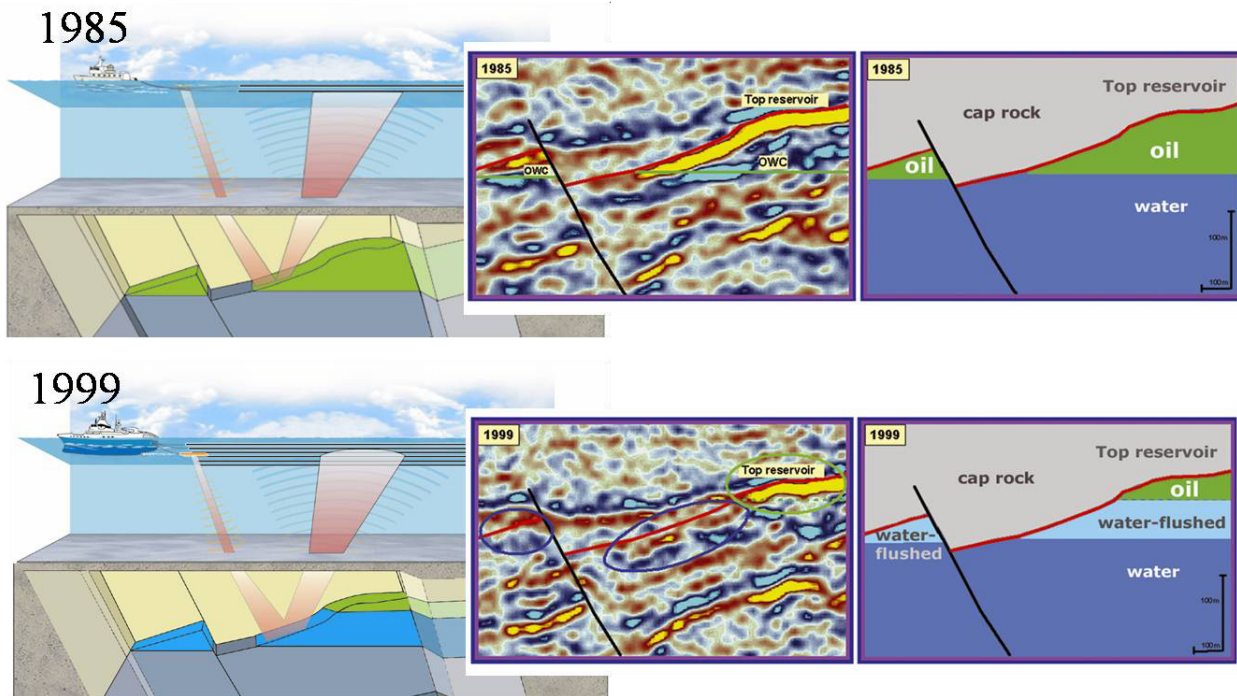 1985
1985
Top reservoir
OWC
OWC
1985
Top reservoir
cap rock
oil
oil
water
100m
100m
1999
1999
Top reservoir
1999
Top reservoir
cap rock
oil
water-flushed
water-
flushed
water
100m
100m